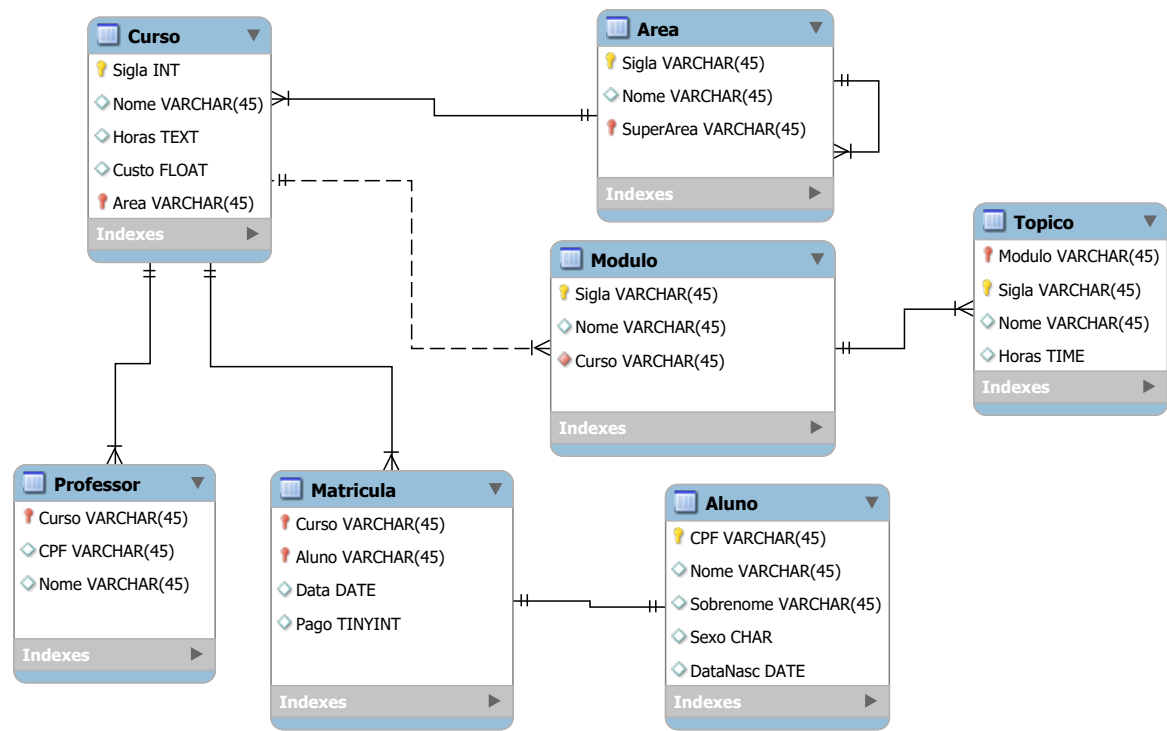 Curso
Sigla INT
Nome VARCHAR(45)
Horas TEXT
Custo FLOAT
Area VARCHAR(45)
Indexes
Area
Sigla VARCHAR(45)
Nome VARCHAR(45)
SuperArea VARCHAR(45)
Indexes
Modulo
Sigla VARCHAR(45)
Nome VARCHAR(45)
Curso VARCHAR(45)
Indexes
Topico
Modulo VARCHAR(45)
Sigla VARCHAR(45)
Nome VARCHAR(45)
Horas TIME
Indexes
Professor
Curso VARCHAR(45)
CPF VARCHAR(45)
Nome VARCHAR(45)
Indexes
Matricula
Curso VARCHAR(45)
Aluno VARCHAR(45)
Data DATE
Pago TINYINT
Indexes
Aluno
CPF VARCHAR(45)
Nome VARCHAR(45)
Sobrenome VARCHAR(45)
Sexo CHAR
DataNasc DATE
Indexes